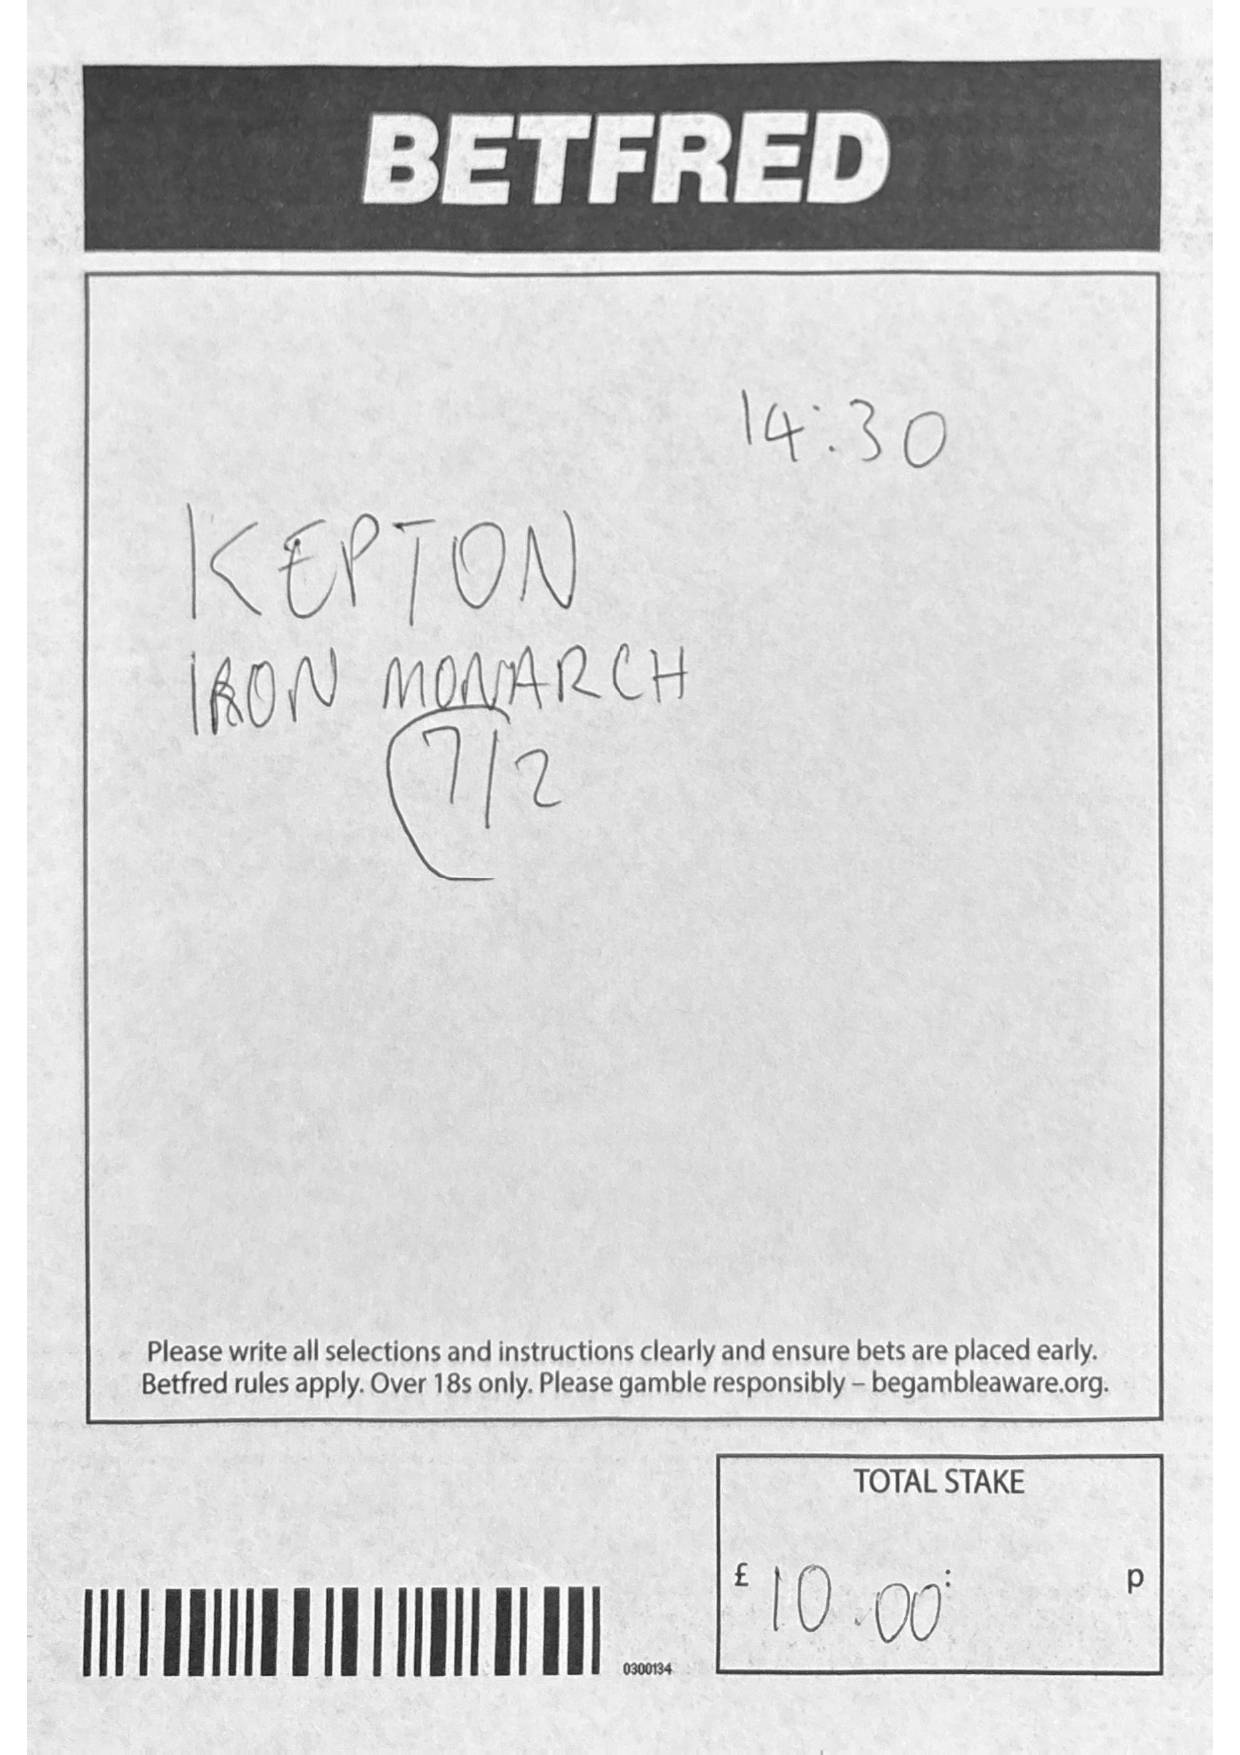 BETFRED
14:30
KEPTON
IRON MONARCH
7/2
Please write all selections and instructions clearly and ensure bets are placed early.
Betfred rules apply. Over 18s only. Please gamble responsibly – begambleaware.org.
TOTAL STAKE
£ 10.00: p
0300134